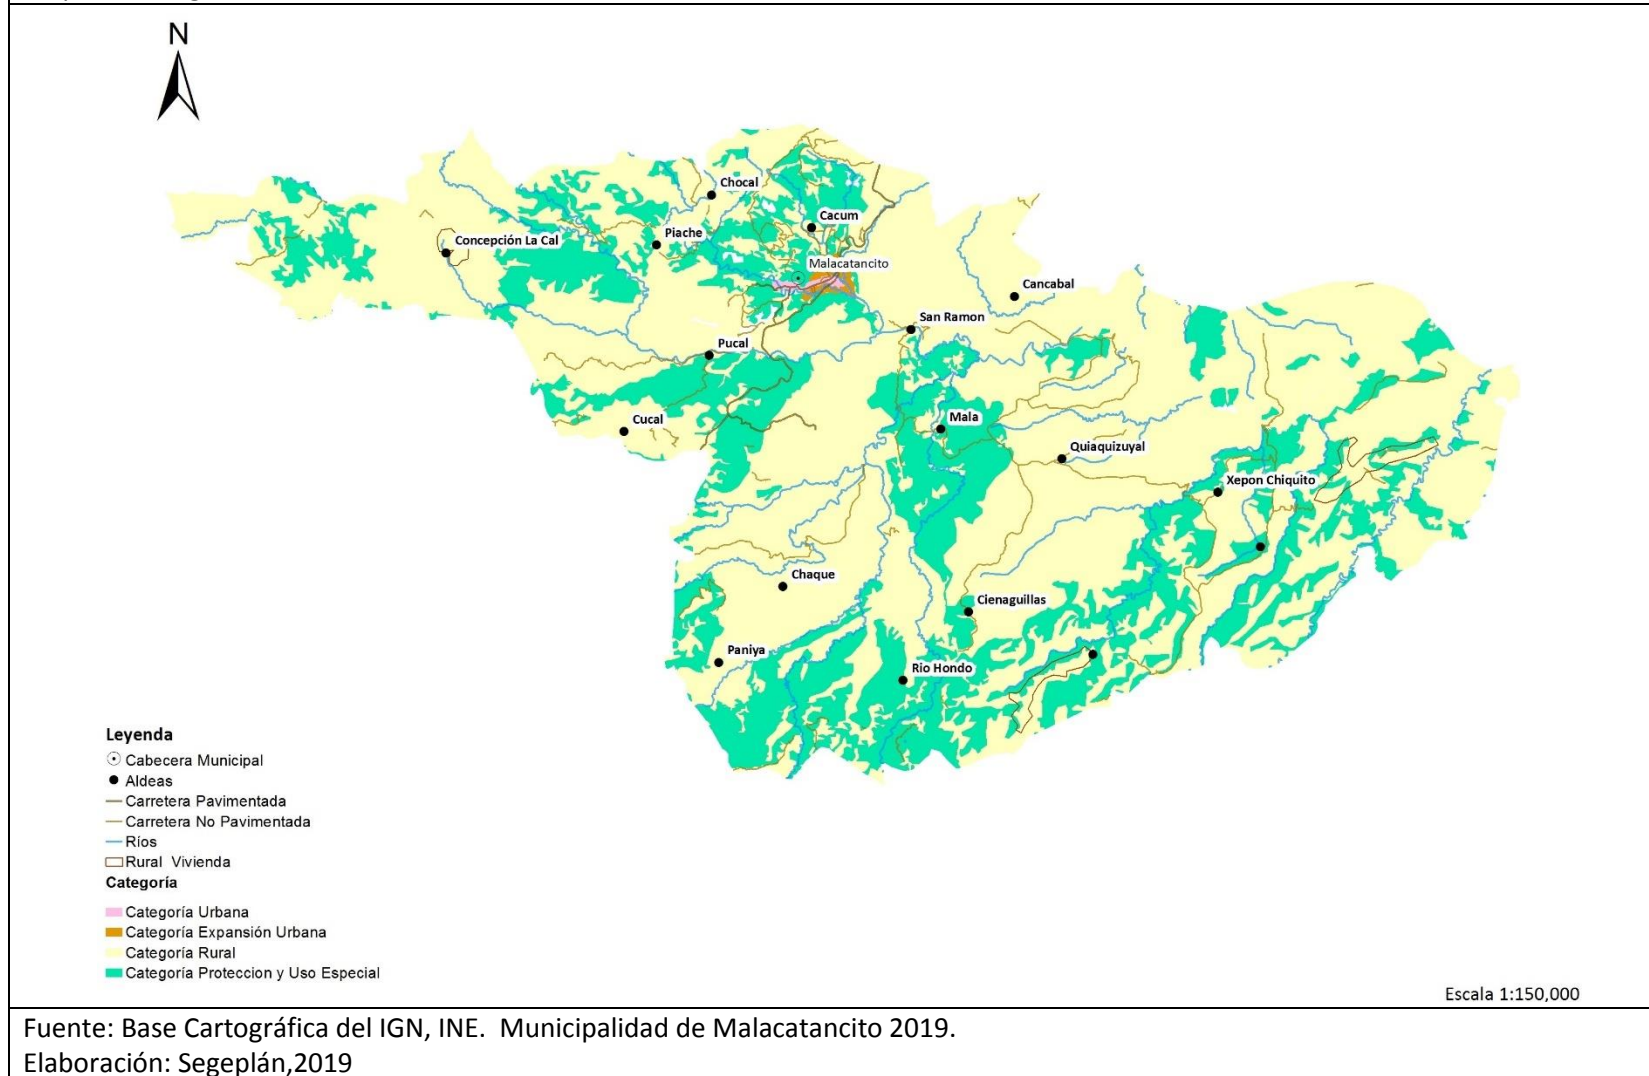 N
Chocal
Cacum
Piache
Concepción La Cal
Malacatancito
Cancabal
San Ramon
Pucal
Mala
Cucal
Quiaquizuyal
Xepon Chiquito
Chaque
Cienaguillas
Paniya
Rio Hondo
Leyenda
Cabecera Municipal
Aldeas
Carretera Pavimentada
Carretera No Pavimentada
Ríos
Rural Vivienda
Categoría
Categoría Urbana
Categoría Expansión Urbana
Categoría Rural
Categoría Proteccion y Uso Especial
Escala 1:150,000
Fuente: Base Cartográfica del IGN, INE. Municipalidad de Malacatancito 2019.
Elaboración: Segeplán,2019